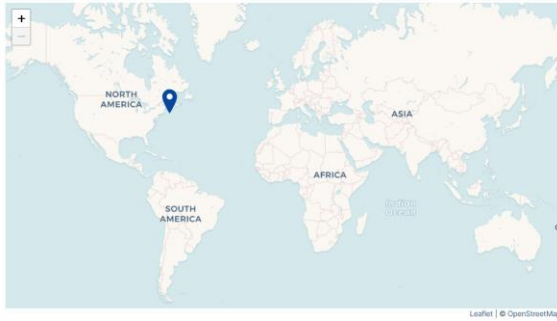 +
−
NORTH
AMERICA
ASIA
AFRICA
Indian
Ocean
SOUTH
AMERICA
Leaflet | © OpenStreetMa